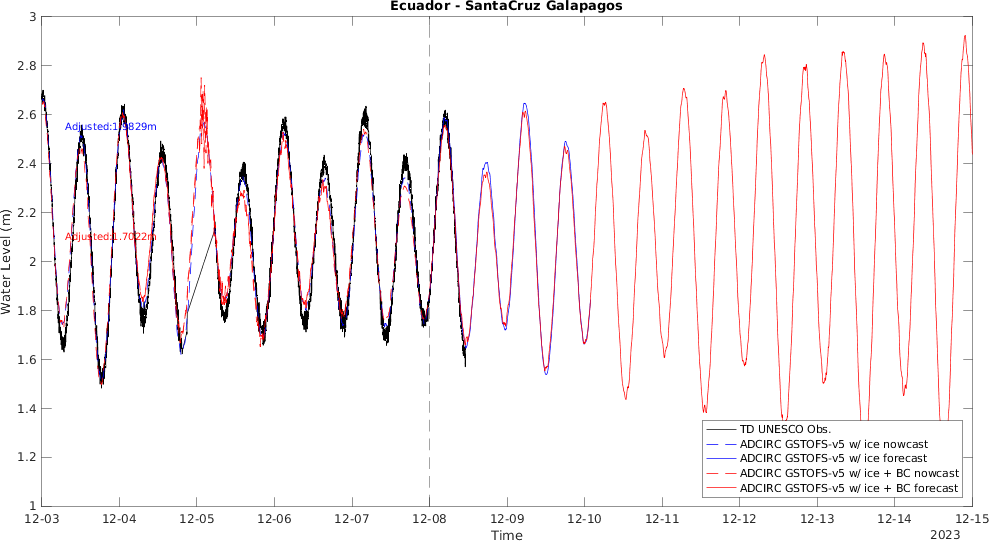 Ecuador - SantaCruz Galapagos
3
2.8
2.6
2.4
2.2
2
1.8
1.6
1.4
1.2
1
Water Level (m)
Adjusted:1.9829m
Adjusted:1.7022m
TD UNESCO Obs.
ADCIRC GSTOFS-v5 w/ ice nowcast
ADCIRC GSTOFS-v5 w/ ice forecast
ADCIRC GSTOFS-v5 w/ ice + BC nowcast
ADCIRC GSTOFS-v5 w/ ice + BC forecast
12-03 12-04 12-05 12-06 12-07 12-08 12-09 12-10 12-11 12-12 12-13 12-14 12-15
Time
2023